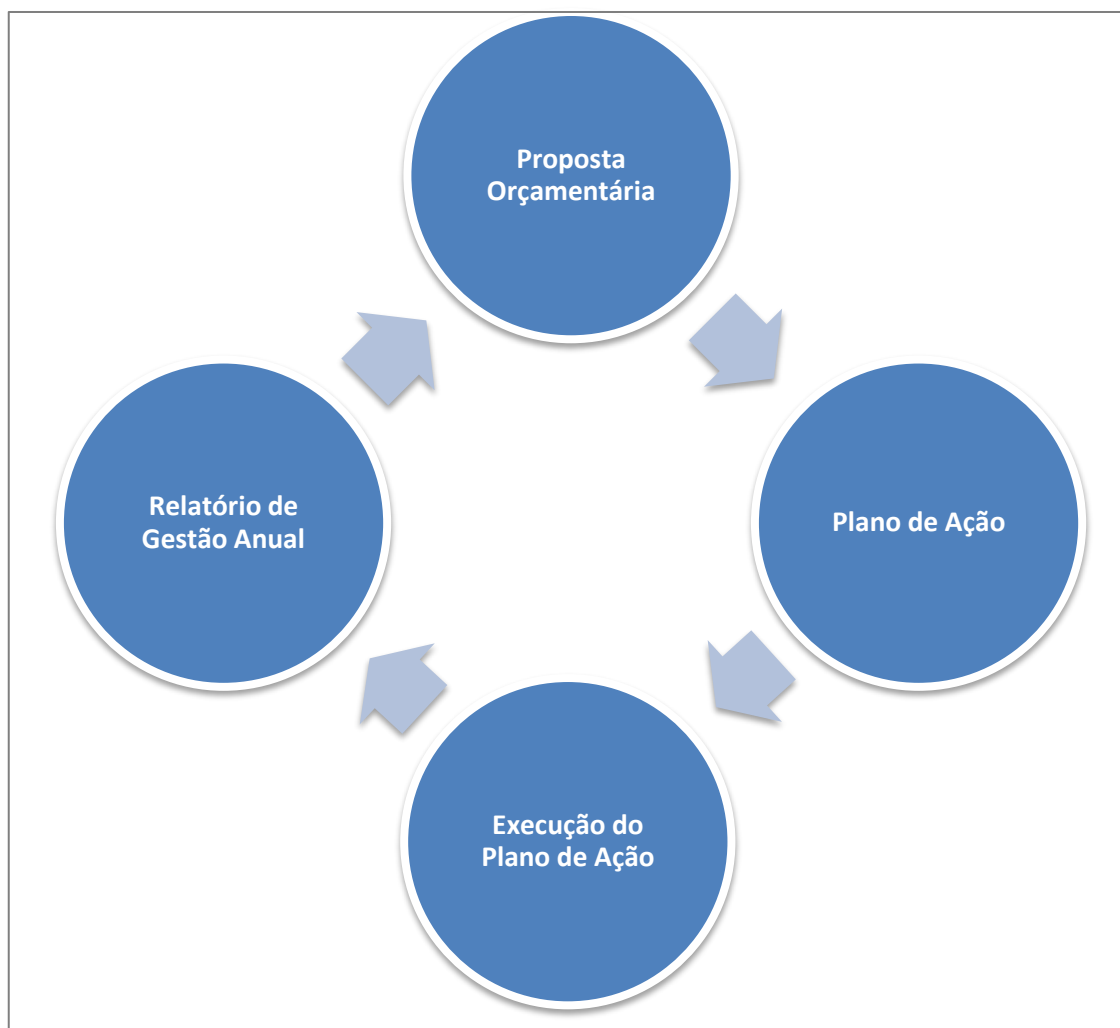 Proposta
Orçamentária
Plano de Ação
Execução do
Plano de Ação
Relatório de
Gestão Anual